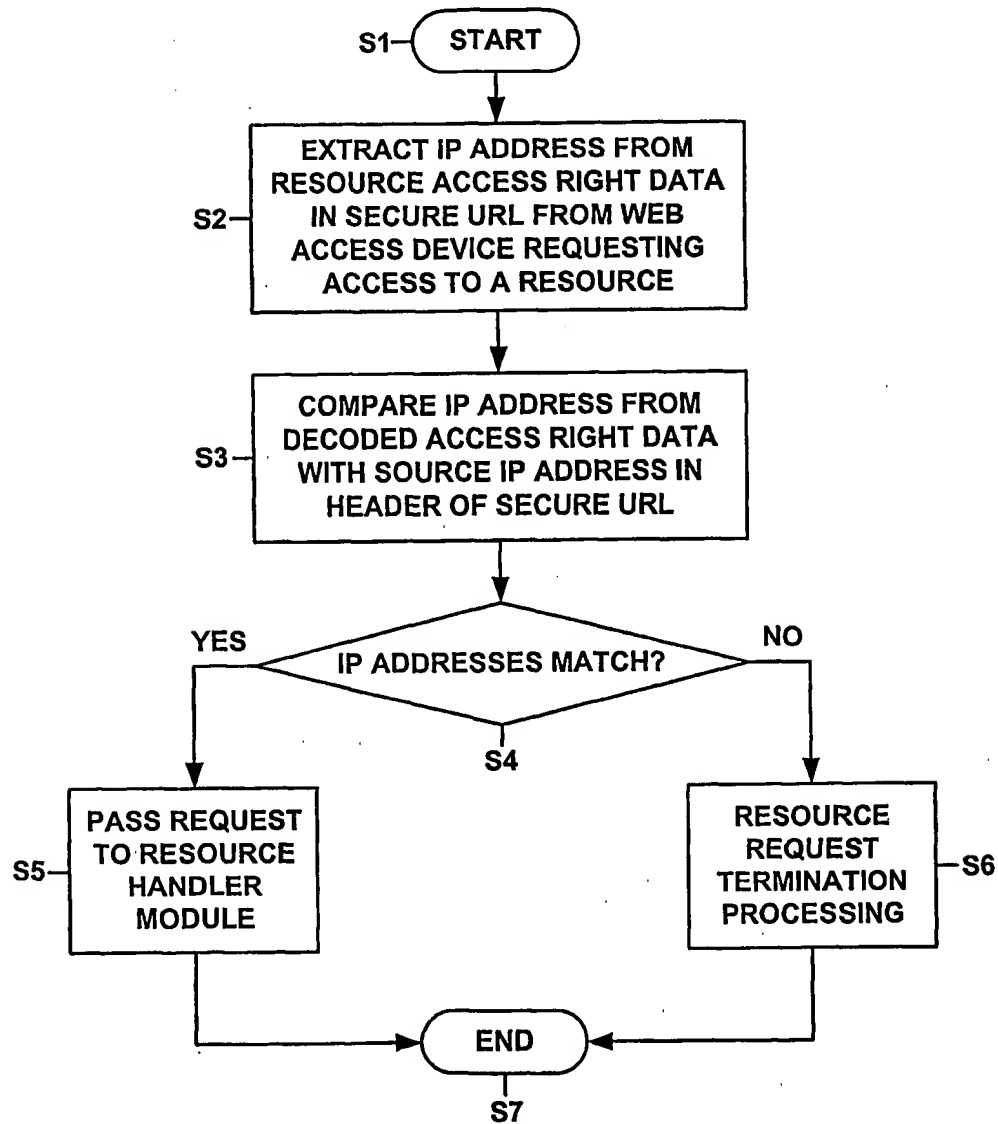 S1
START
EXTRACT IP ADDRESS FROM
RESOURCE ACCESS RIGHT DATA
IN SECURE URL FROM WEB
ACCESS DEVICE REQUESTING
ACCESS TO A RESOURCE
S2
COMPARE IP ADDRESS FROM
DECODED ACCESS RIGHT DATA
WITH SOURCE IP ADDRESS IN
HEADER OF SECURE URL
S3
YES
IP ADDRESSES MATCH?
NO
S4
PASS REQUEST
TO RESOURCE
HANDLER
MODULE
S5
RESOURCE
REQUEST
TERMINATION
PROCESSING
S6
END
S7